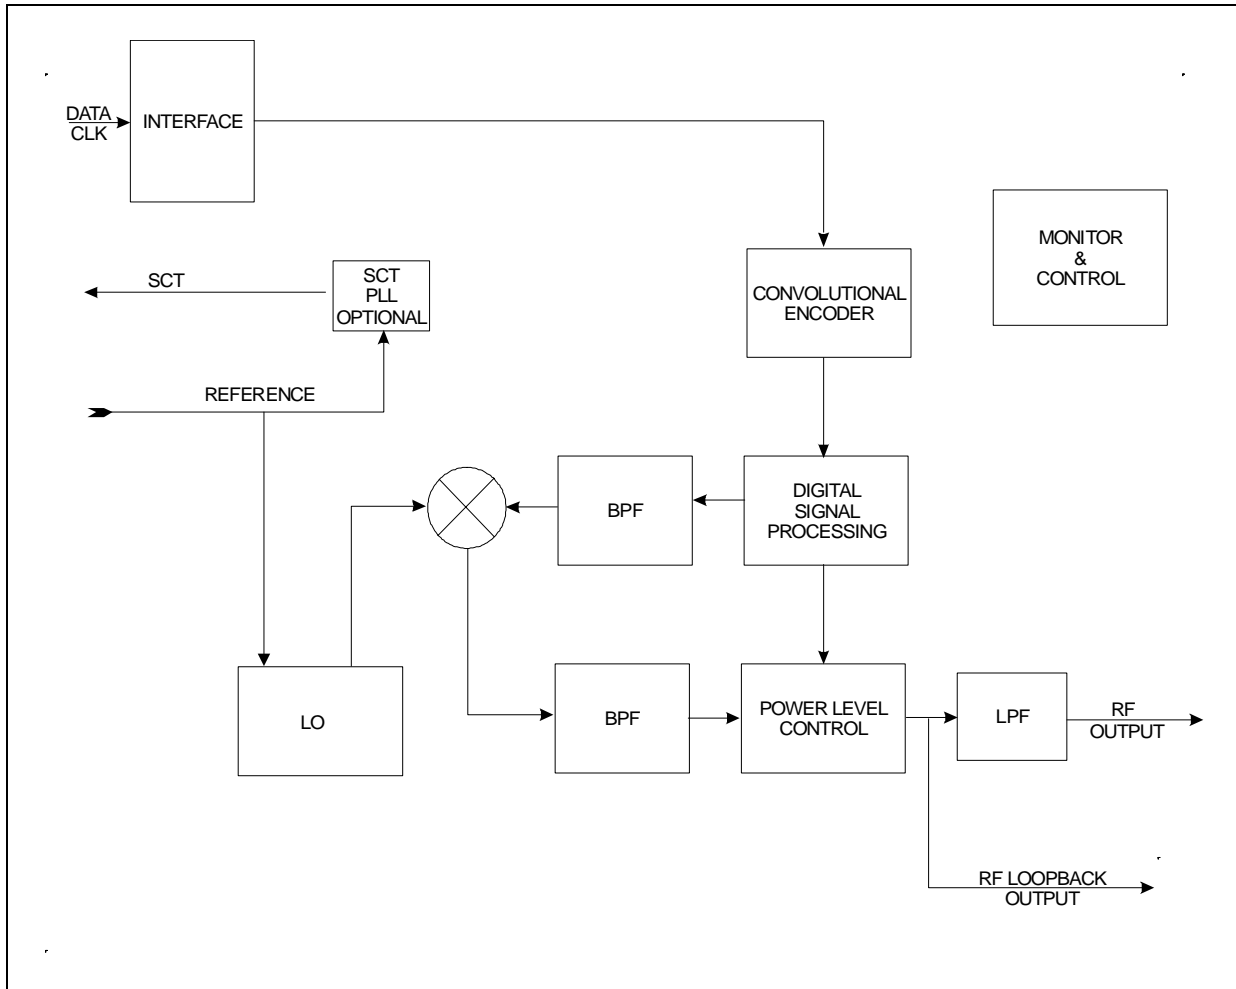 DATA
CLK
INTERFACE
MONITOR
&
CONTROL
SCT
SCT
PLL
OPTIONAL
CONVOLUTIONAL
ENCODER
REFERENCE
BPF
DIGITAL
SIGNAL
PROCESSING
LO
BPF
POWER LEVEL
CONTROL
LPF
RF
OUTPUT
RF LOOPBACK
OUTPUT